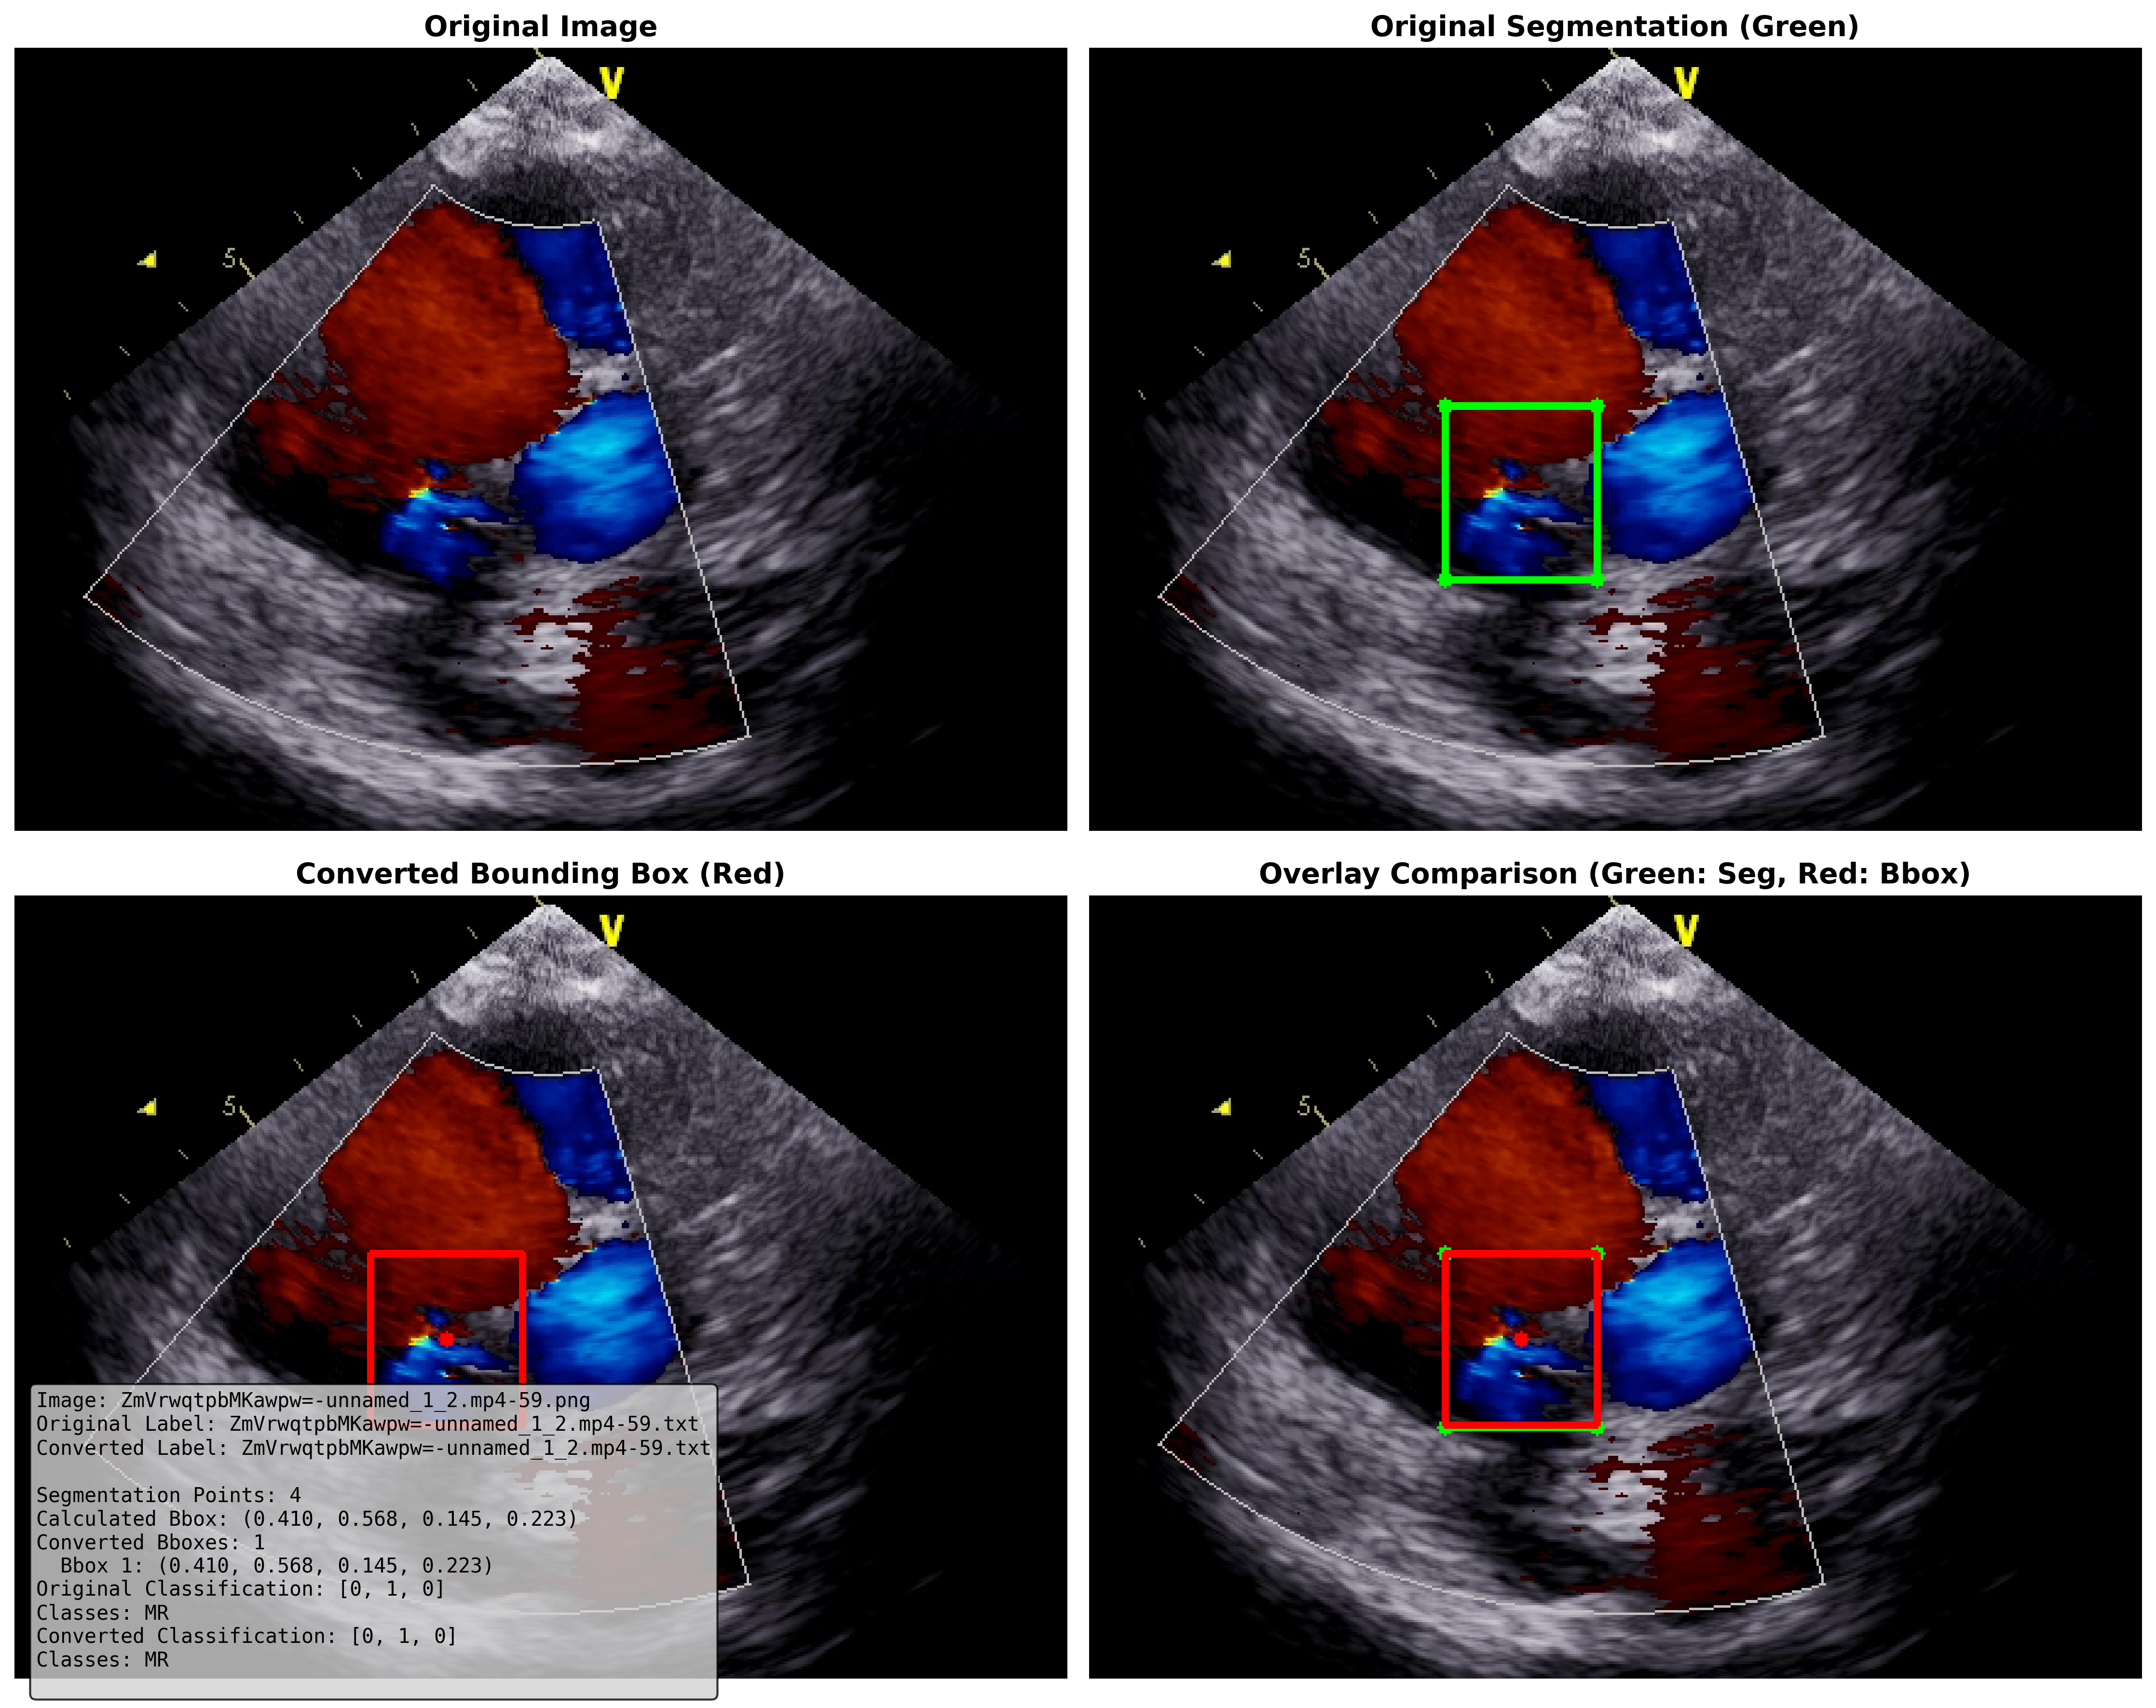 Original Image
Original Segmentation (Green)
V
5
V
5
Converted Bounding Box (Red)
Overlay Comparison (Green: Seg, Red: Bbox)
V
5
V
5
Image: ZmVrwqtpbMKawpw=-unnamed_1_2.mp4-59.png
Original Label: ZmVrwqtpbMKawpw=-unnamed_1_2.mp4-59.txt
Converted Label: ZmVrwqtpbMKawpw=-unnamed_1_2.mp4-59.txt
Segmentation Points: 4
Calculated Bbox: (0.410, 0.568, 0.145, 0.223)
Converted Bboxes: 1
Bbox 1: (0.410, 0.568, 0.145, 0.223)
Original Classification: [0, 1, 0]
Classes: MR
Converted Classification: [0, 1, 0]
Classes: MR